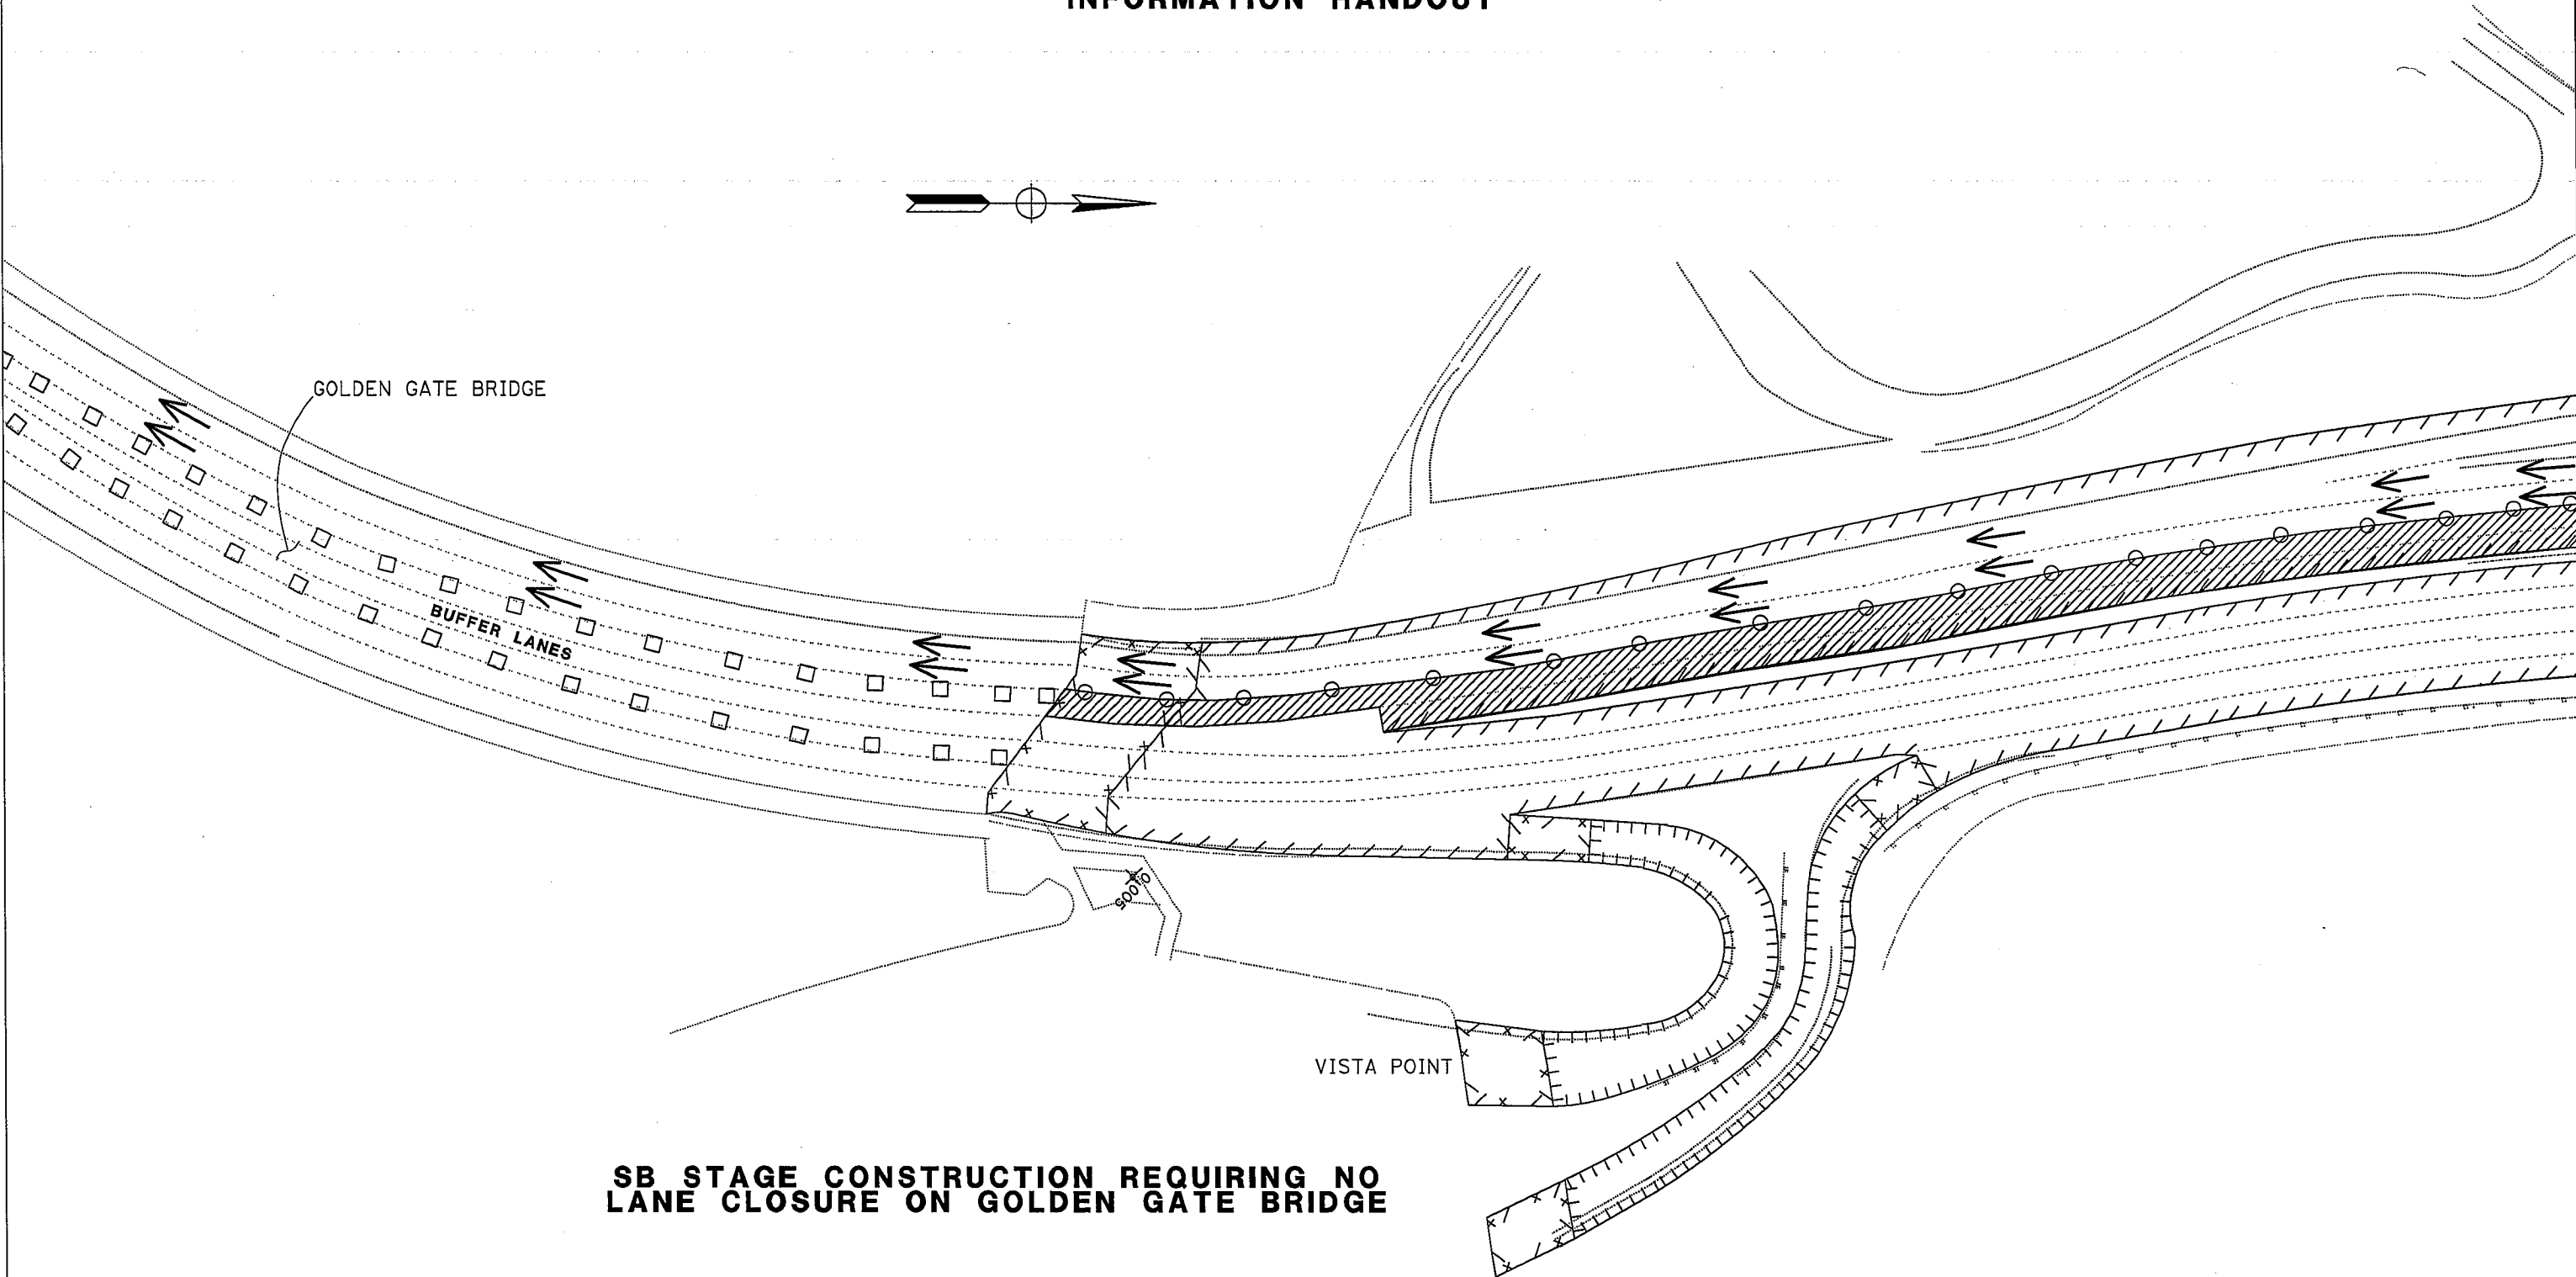 INFORMATION HANDOUT
GOLDEN GATE BRIDGE
BUFFER LANES
01005
VISTA POINT
SB STAGE CONSTRUCTION REQUIRING NO
LANE CLOSURE ON GOLDEN GATE BRIDGE